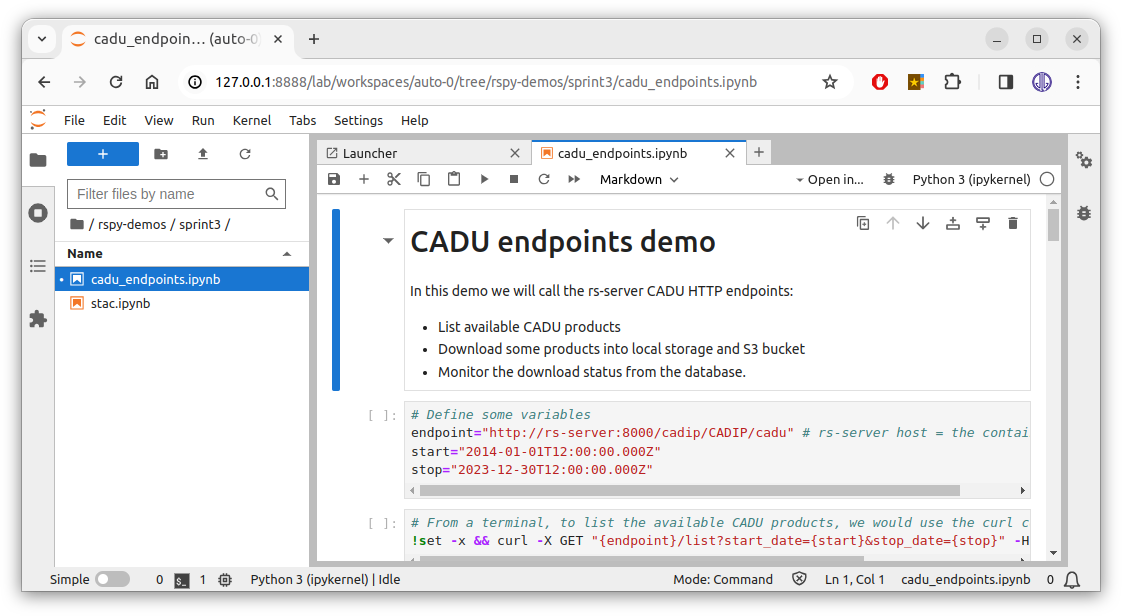 cadu_endpoin... (auto-0)
127.0.0.1:8888/lab/workspaces/auto-0/tree/rspy-demos/sprint3/cadu_endpoints.ipynb
File Edit View Run Kernel Tabs Settings Help
Filter files by name
/ rspy-demos / sprint3 /
Name
cadu_endpoints.ipynb
stac.ipynb
Launcher
cadu_endpoints.ipynb
Markdown
Open in...
Python 3 (ipykernel)
CADU endpoints demo
In this demo we will call the rs-server CADU HTTP endpoints:
• List available CADU products
• Download some products into local storage and S3 bucket
• Monitor the download status from the database.
[ ]:
# Define some variables
endpoint="http://rs-server:8000/cadip/CADIP/cadu" # rs-server host = the contai
start="2014-01-01T12:00:00.000Z"
stop="2023-12-30T12:00:00.000Z"
[ ]:
# From a terminal, to list the available CADU products, we would use the curl c
!set -x && curl -X GET "{endpoint}/list?start_date={start}&stop_date={stop}" -H
Simple 0 $_ 1 Python 3 (ipykernel) | Idle Mode: Command Ln 1, Col 1 cadu_endpoints.ipynb 0